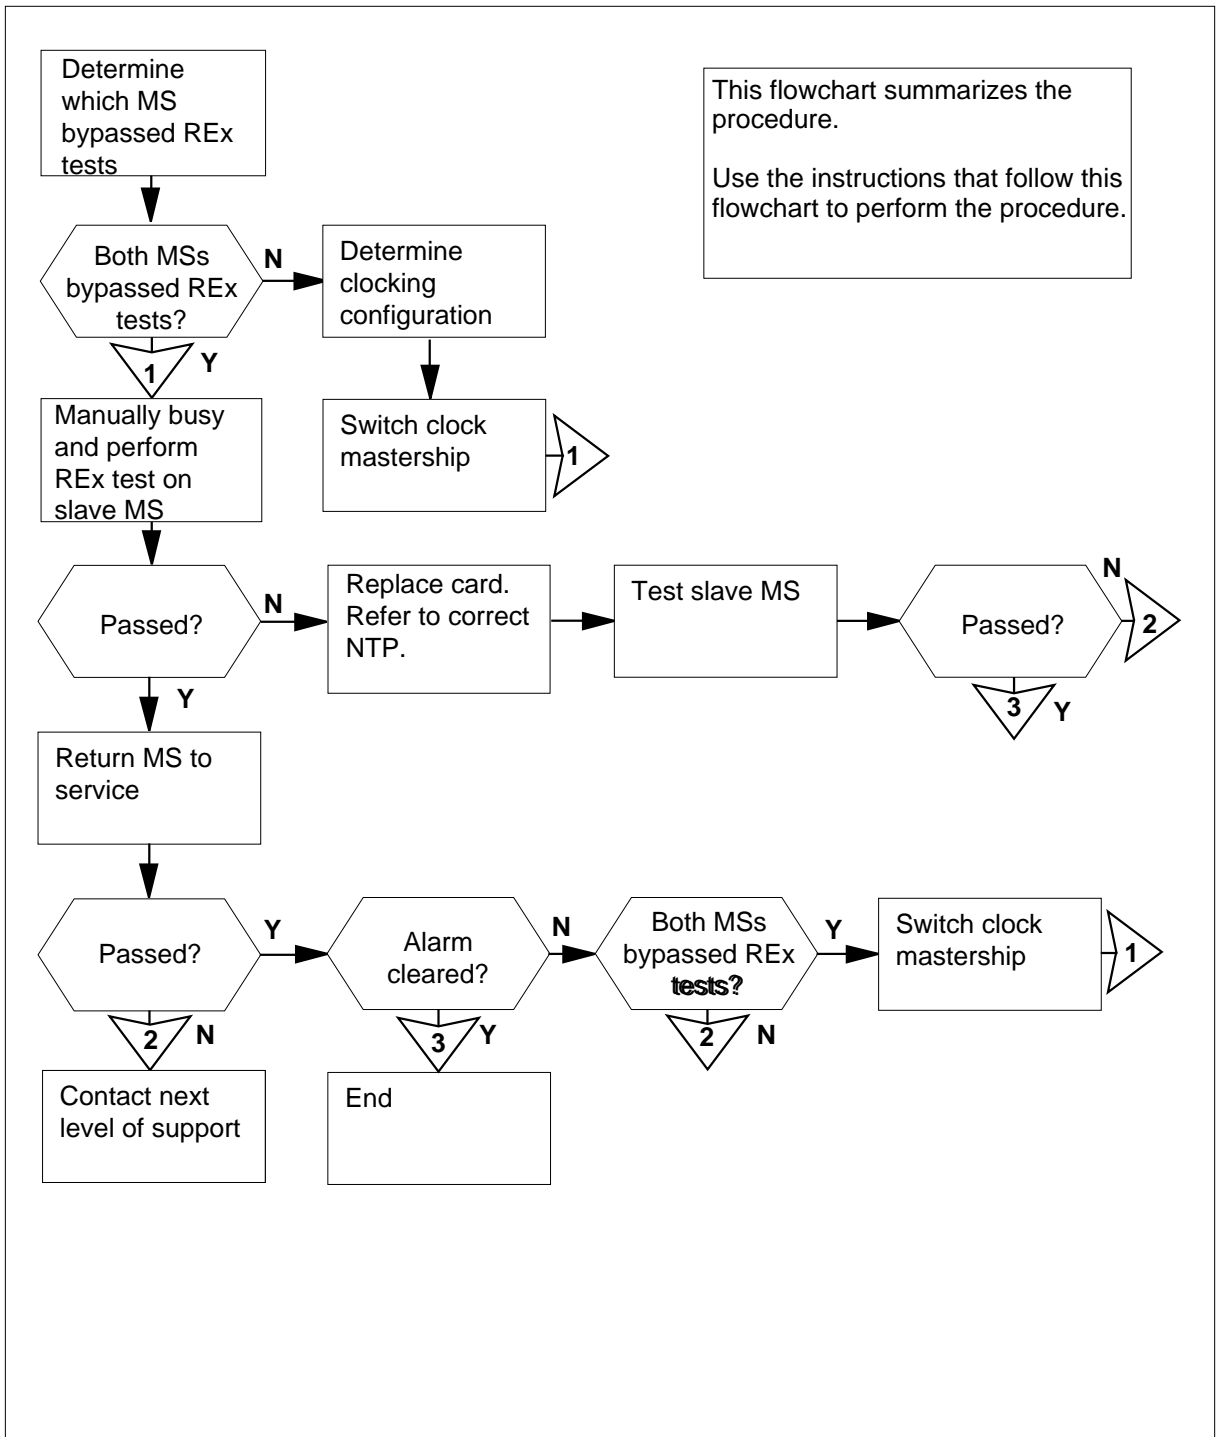 Determine
which MS
bypassed REx
tests
This flowchart summarizes the
procedure.
Use the instructions that follow this
flowchart to perform the procedure.
Both MSs
bypassed REx
tests?
N
Y
1
Determine
clocking
configuration
Manually busy
and perform
REx test on
slave MS
Switch clock
mastership
1
Passed?
N
Y
Replace card.
Refer to correct
NTP.
Test slave MS
Passed?
N
2
3
Y
Return MS to
service
Passed?
Y
2
N
Alarm
cleared?
N
3
Y
Both MSs
bypassed REx
tests?
Y
2
N
Switch clock
mastership
1
Contact next
level of support
End